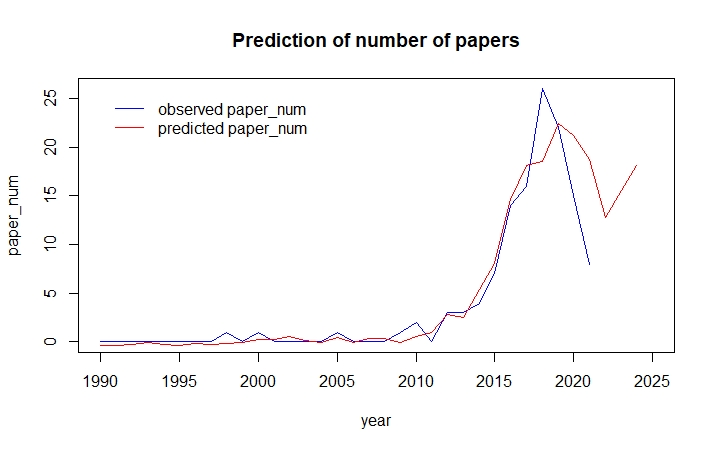 Prediction of number of papers
observed paper_num
predicted paper_num
paper_num
25
20
15
10
5
0
1990 1995 2000 2005 2010 2015 2020 2025
year